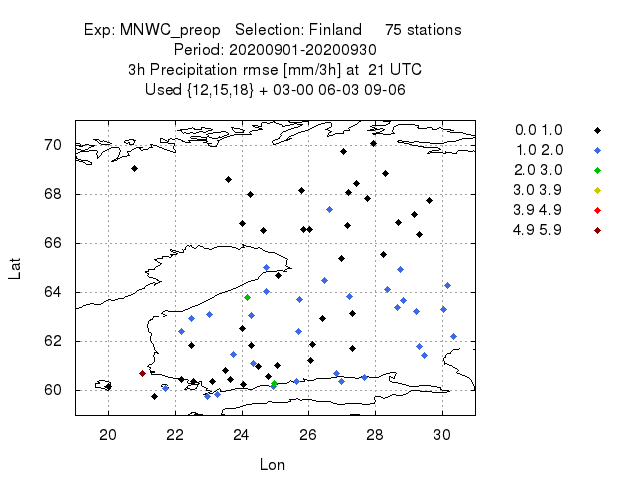 Exp: MNWC_preop Selection: Finland 75 stations
Period: 20200901-20200930
3h Precipitation rmse [mm/3h] at 21 UTC
Used {12,15,18} + 03-00 06-03 09-06
70
68
66
64
62
60
Lat
20 22 24 26 28 30
Lon
0.0 1.0
1.0 2.0
2.0 3.0
3.0 3.9
3.9 4.9
4.9 5.9